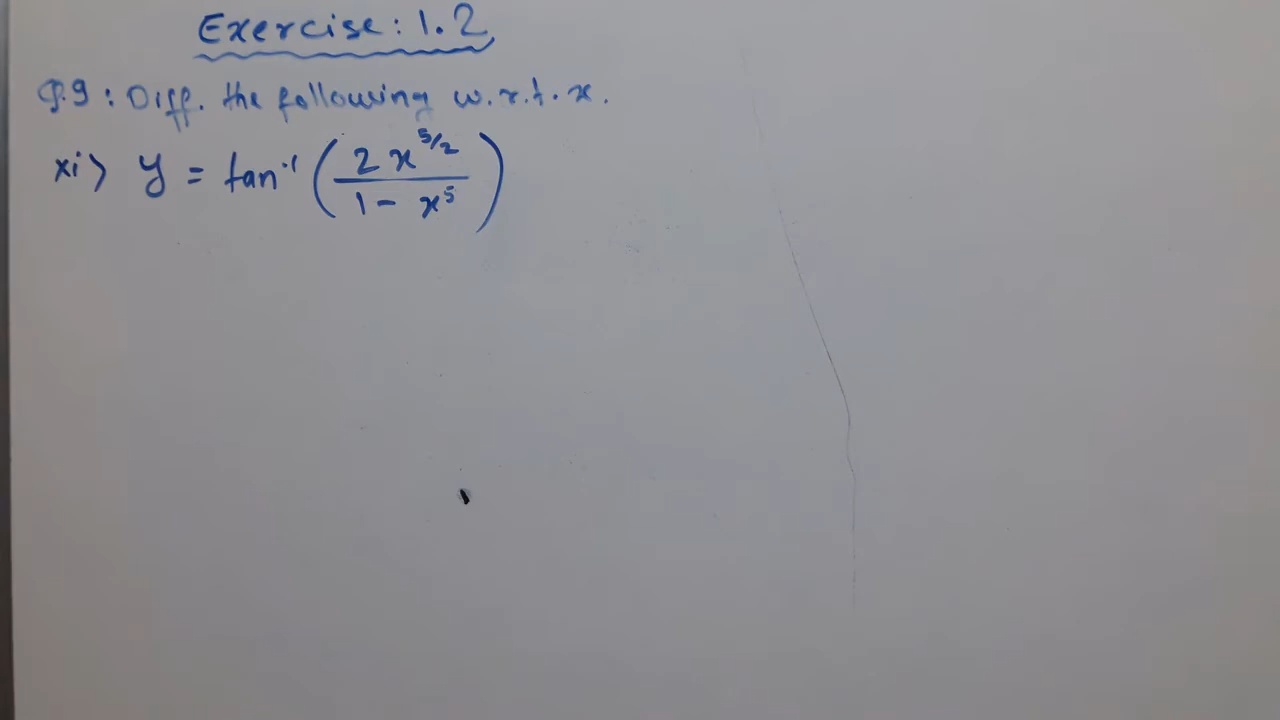 Exercise: 1.2
Q.9: Diff. the following w.r.t. x.
xi> y = tan⁻¹ (2x^5/2 / 1 - x⁵)